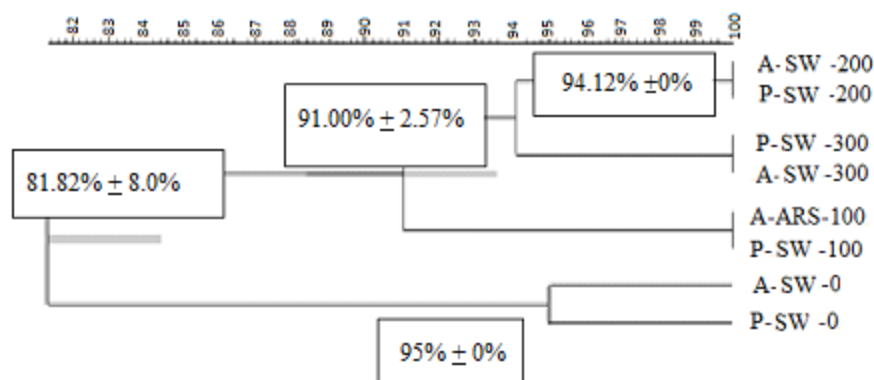 82 83 84 85 86 87 88 89 90 91 92 93 94 95 96 97 98 99 100
A-SW -200
94.12% ±0%
P-SW -200
91.00% ± 2.57%
P-SW -300
A-SW-300
81.82% ± 8.0%
A-ARS-100
P-SW -100
A-SW -0
P-SW -0
95% ± 0%